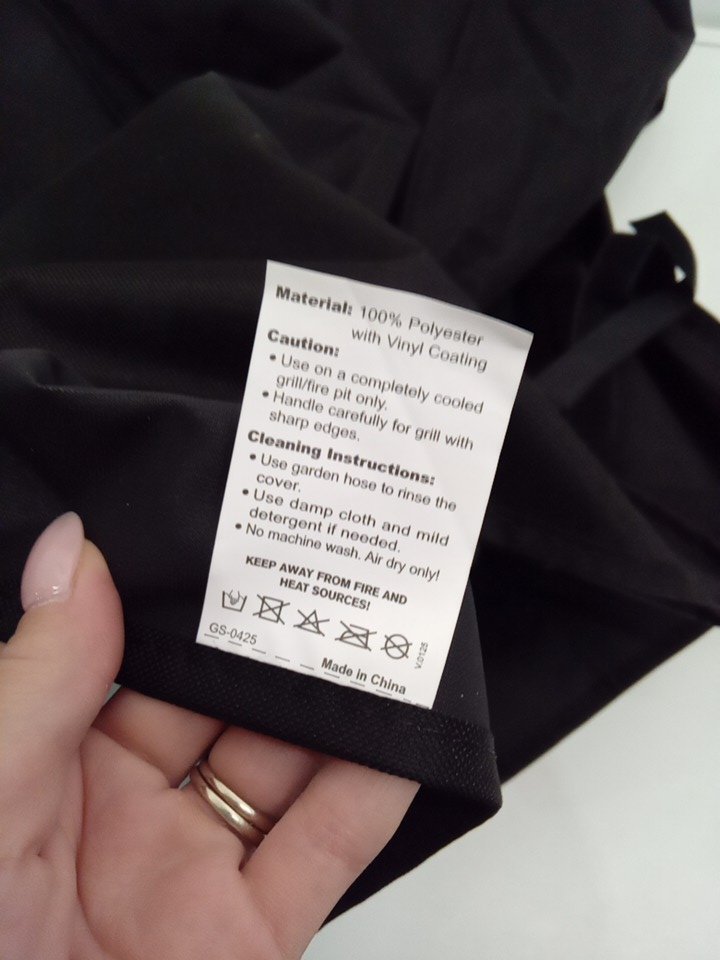 Material: 100% Polyester
with Vinyl Coating
Caution:
• Use on a completely cooled
grill/fire pit only.
• Handle carefully for grill with
sharp edges.
Cleaning Instructions:
• Use garden hose to rinse the
cover.
• Use damp cloth and mild
detergent if needed.
• No machine wash. Air dry only!
KEEP AWAY FROM FIRE AND
HEAT SOURCES!
GS-0425
V.0125
Made in China